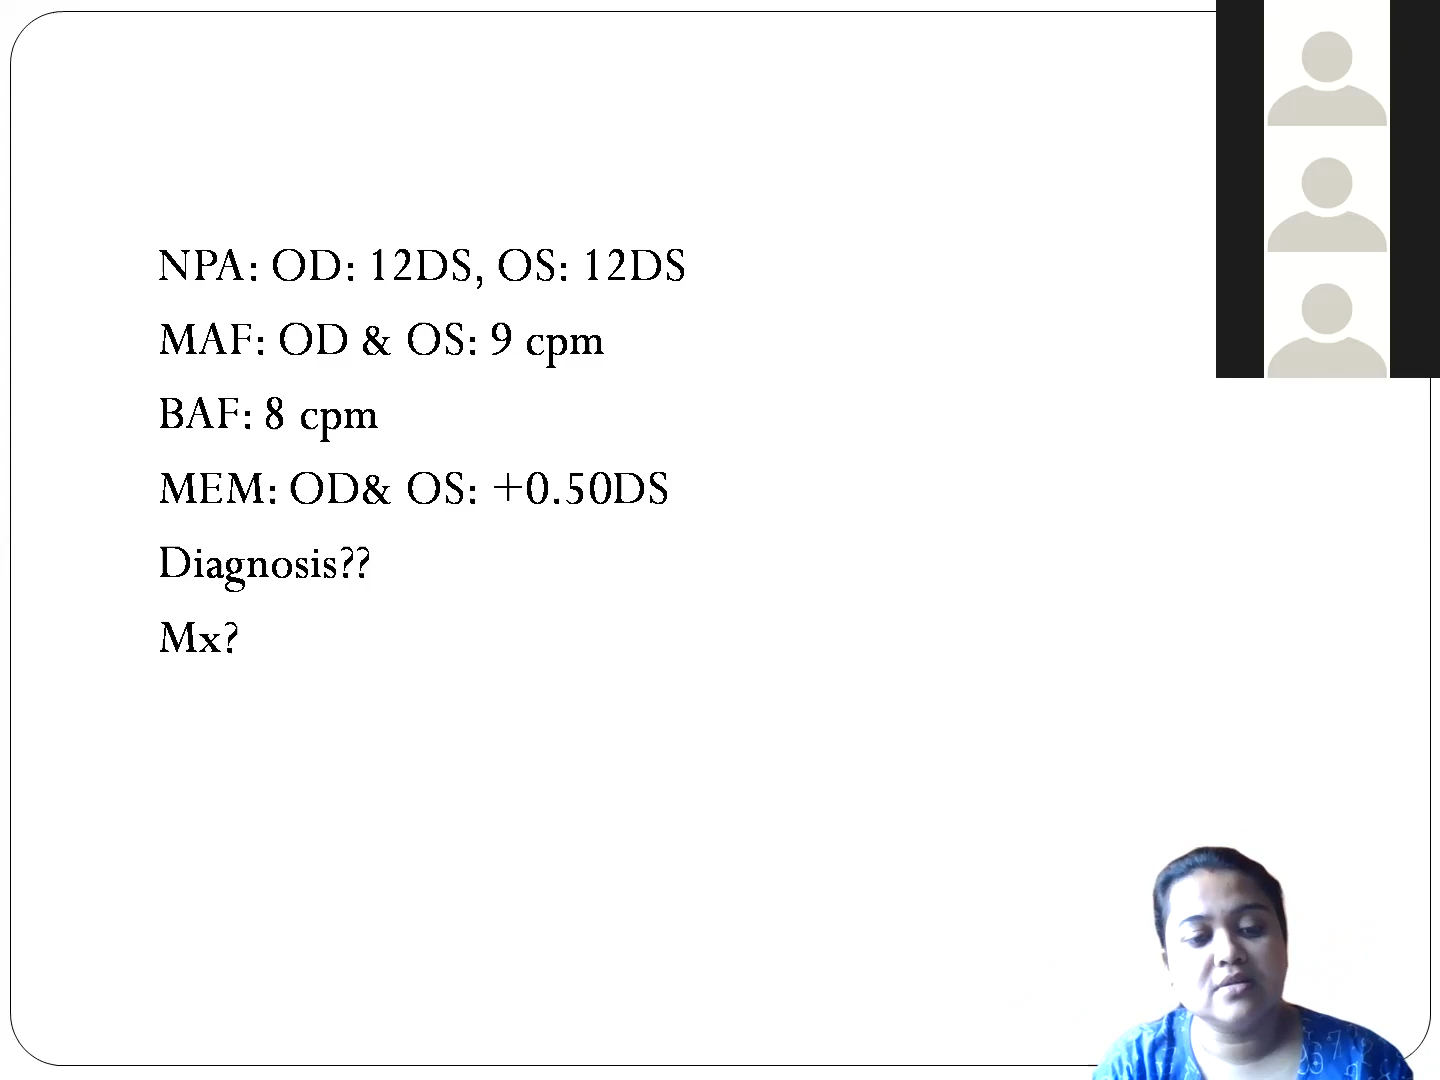 NPA: OD: 12DS, OS: 12DS
MAF: OD & OS: 9 cpm
BAF: 8 cpm
MEM: OD& OS: +0.50DS
Diagnosis??
Mx?